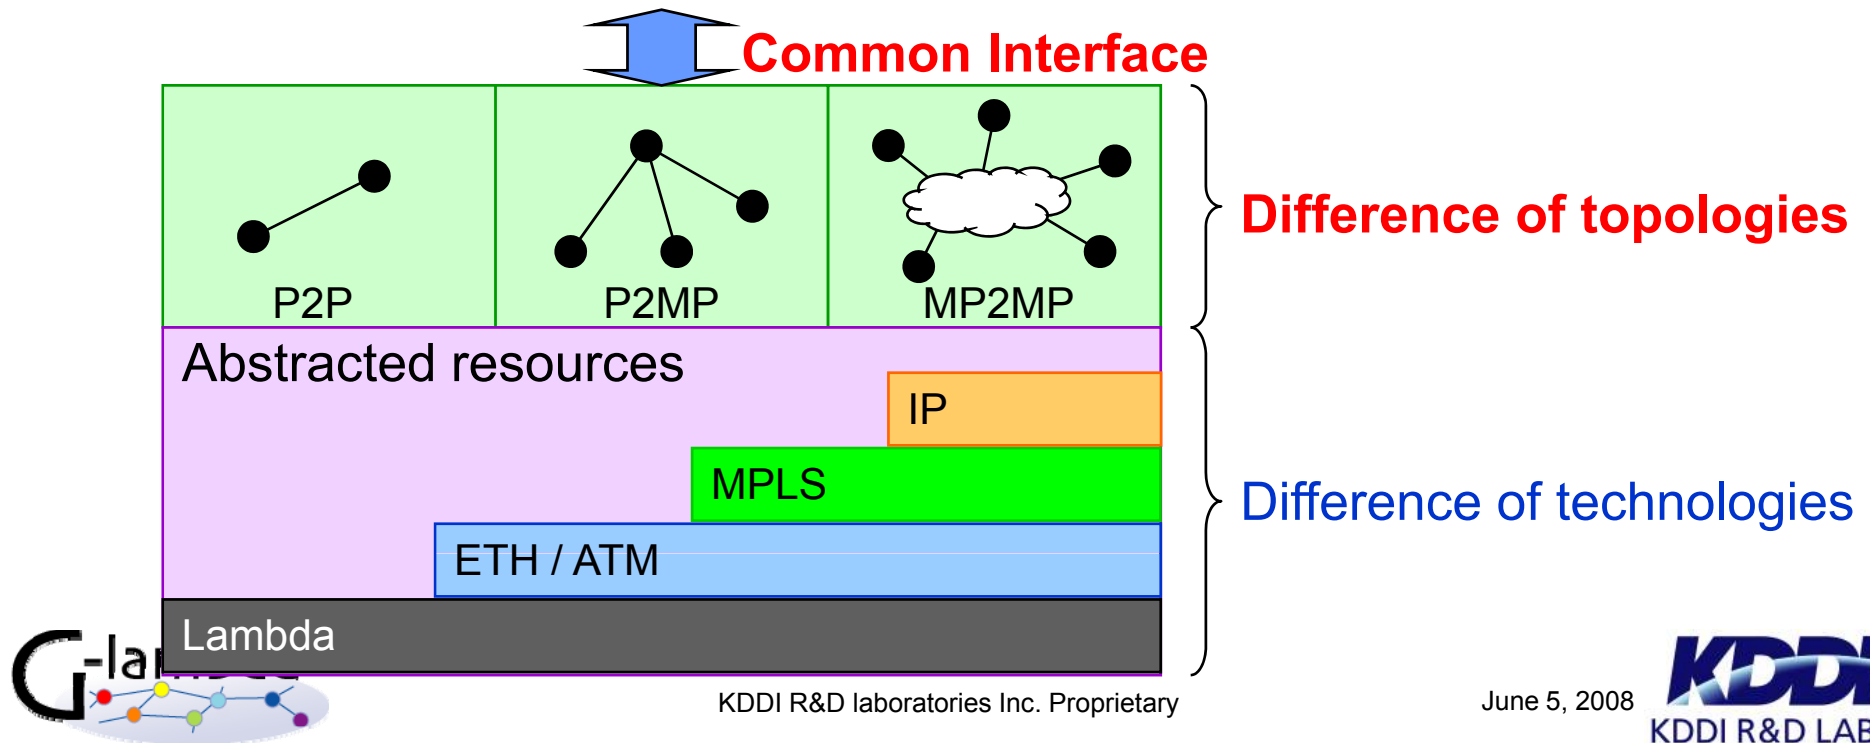 Common Interface
P2P
P2MP
MP2MP
Difference of topologies
Abstracted resources
IP
MPLS
ETH / ATM
Lambda
Difference of technologies
KDDI R&D laboratories Inc. Proprietary
June 5, 2008
KDDI
KDDI R&D LAB